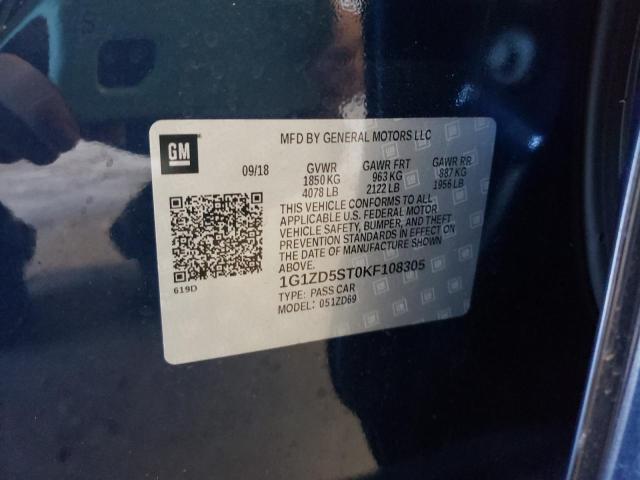 GM
MFD BY GENERAL MOTORS LLC
09/18 GVWR GAWR FRT GAWR RR
1850 KG 963 KG 887 KG
4078 LB 2122 LB 1956 LB
THIS VEHICLE CONFORMS TO ALL
APPLICABLE U.S. FEDERAL MOTOR
VEHICLE SAFETY, BUMPER, AND THEFT
PREVENTION STANDARDS IN EFFECT ON
THE DATE OF MANUFACTURE SHOWN
ABOVE.
1G1ZD5ST0KF108305
619D
TYPE: PASS CAR
MODEL: 051ZD69